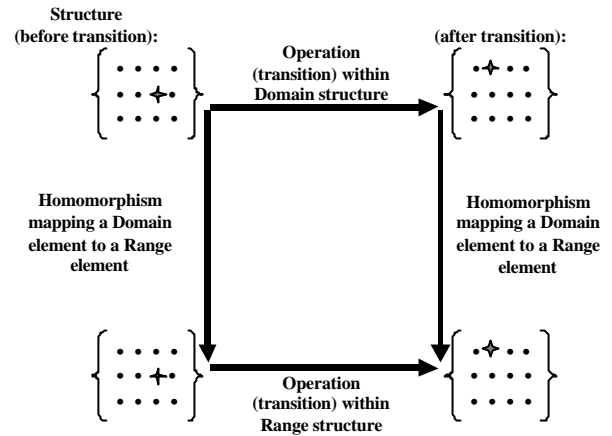 Structure
(before transition):
Operation
(transition) within
Domain structure
(after transition):
Homomorphism
mapping a Domain
element to a Range
element
Homomorphism
mapping a Domain
element to a Range
element
Operation
(transition) within
Range structure